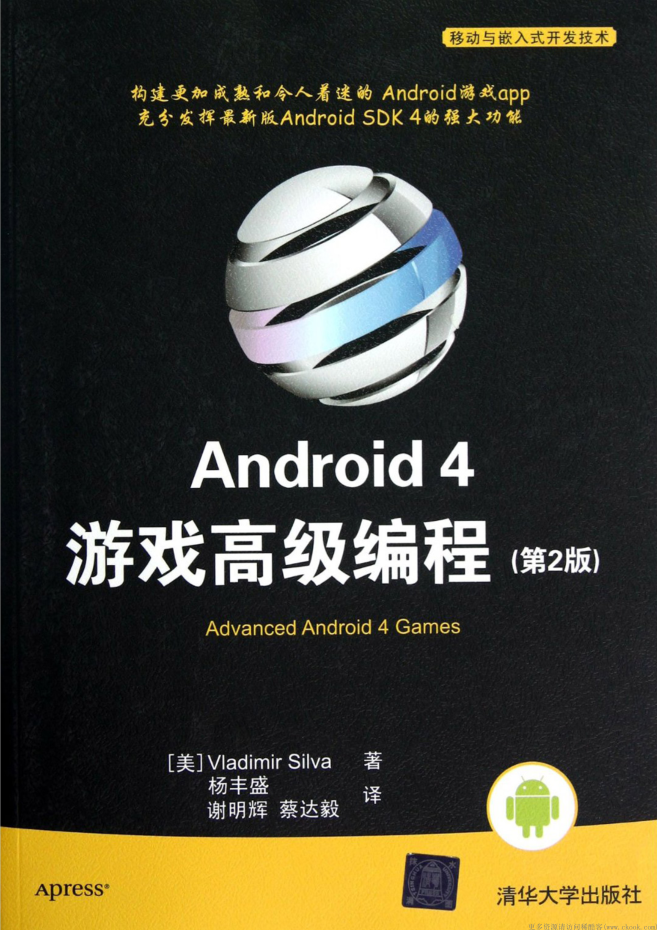 移动与嵌入式开发技术
构建更加成熟和令人着迷的 Android游戏app
充分发挥最新版Android SDK 4的强大功能
Android 4
游戏高级编程 (第2版)
Advanced Android 4 Games
[美] Vladimir Silva 著
杨丰盛
谢明辉 蔡达毅 译
Apress®
清华大学出版社